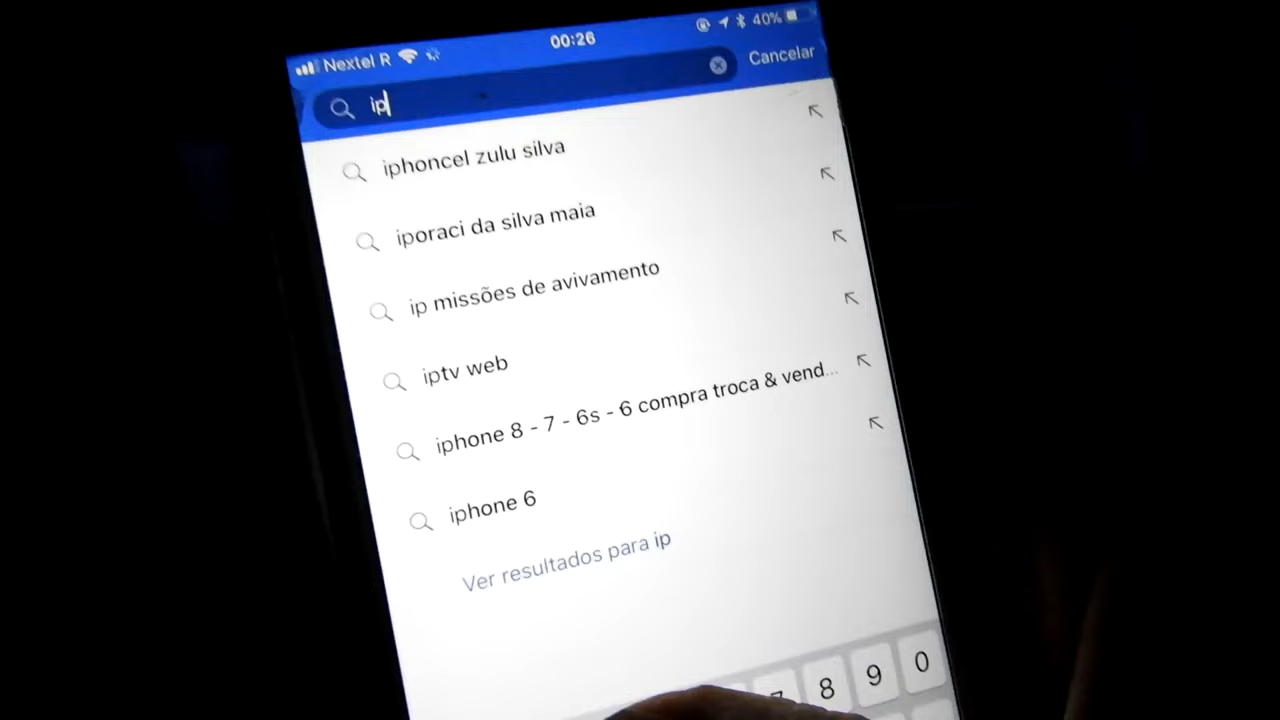 Nextel R 00:26 40%
ip Cancelar
iphoncel zulu silva
iporaci da silva maia
ip missões de avivamento
iptv web
iphone 8 - 7 - 6s - 6 compra troca & vend...
iphone 6
Ver resultados para ip
7 8 9 0